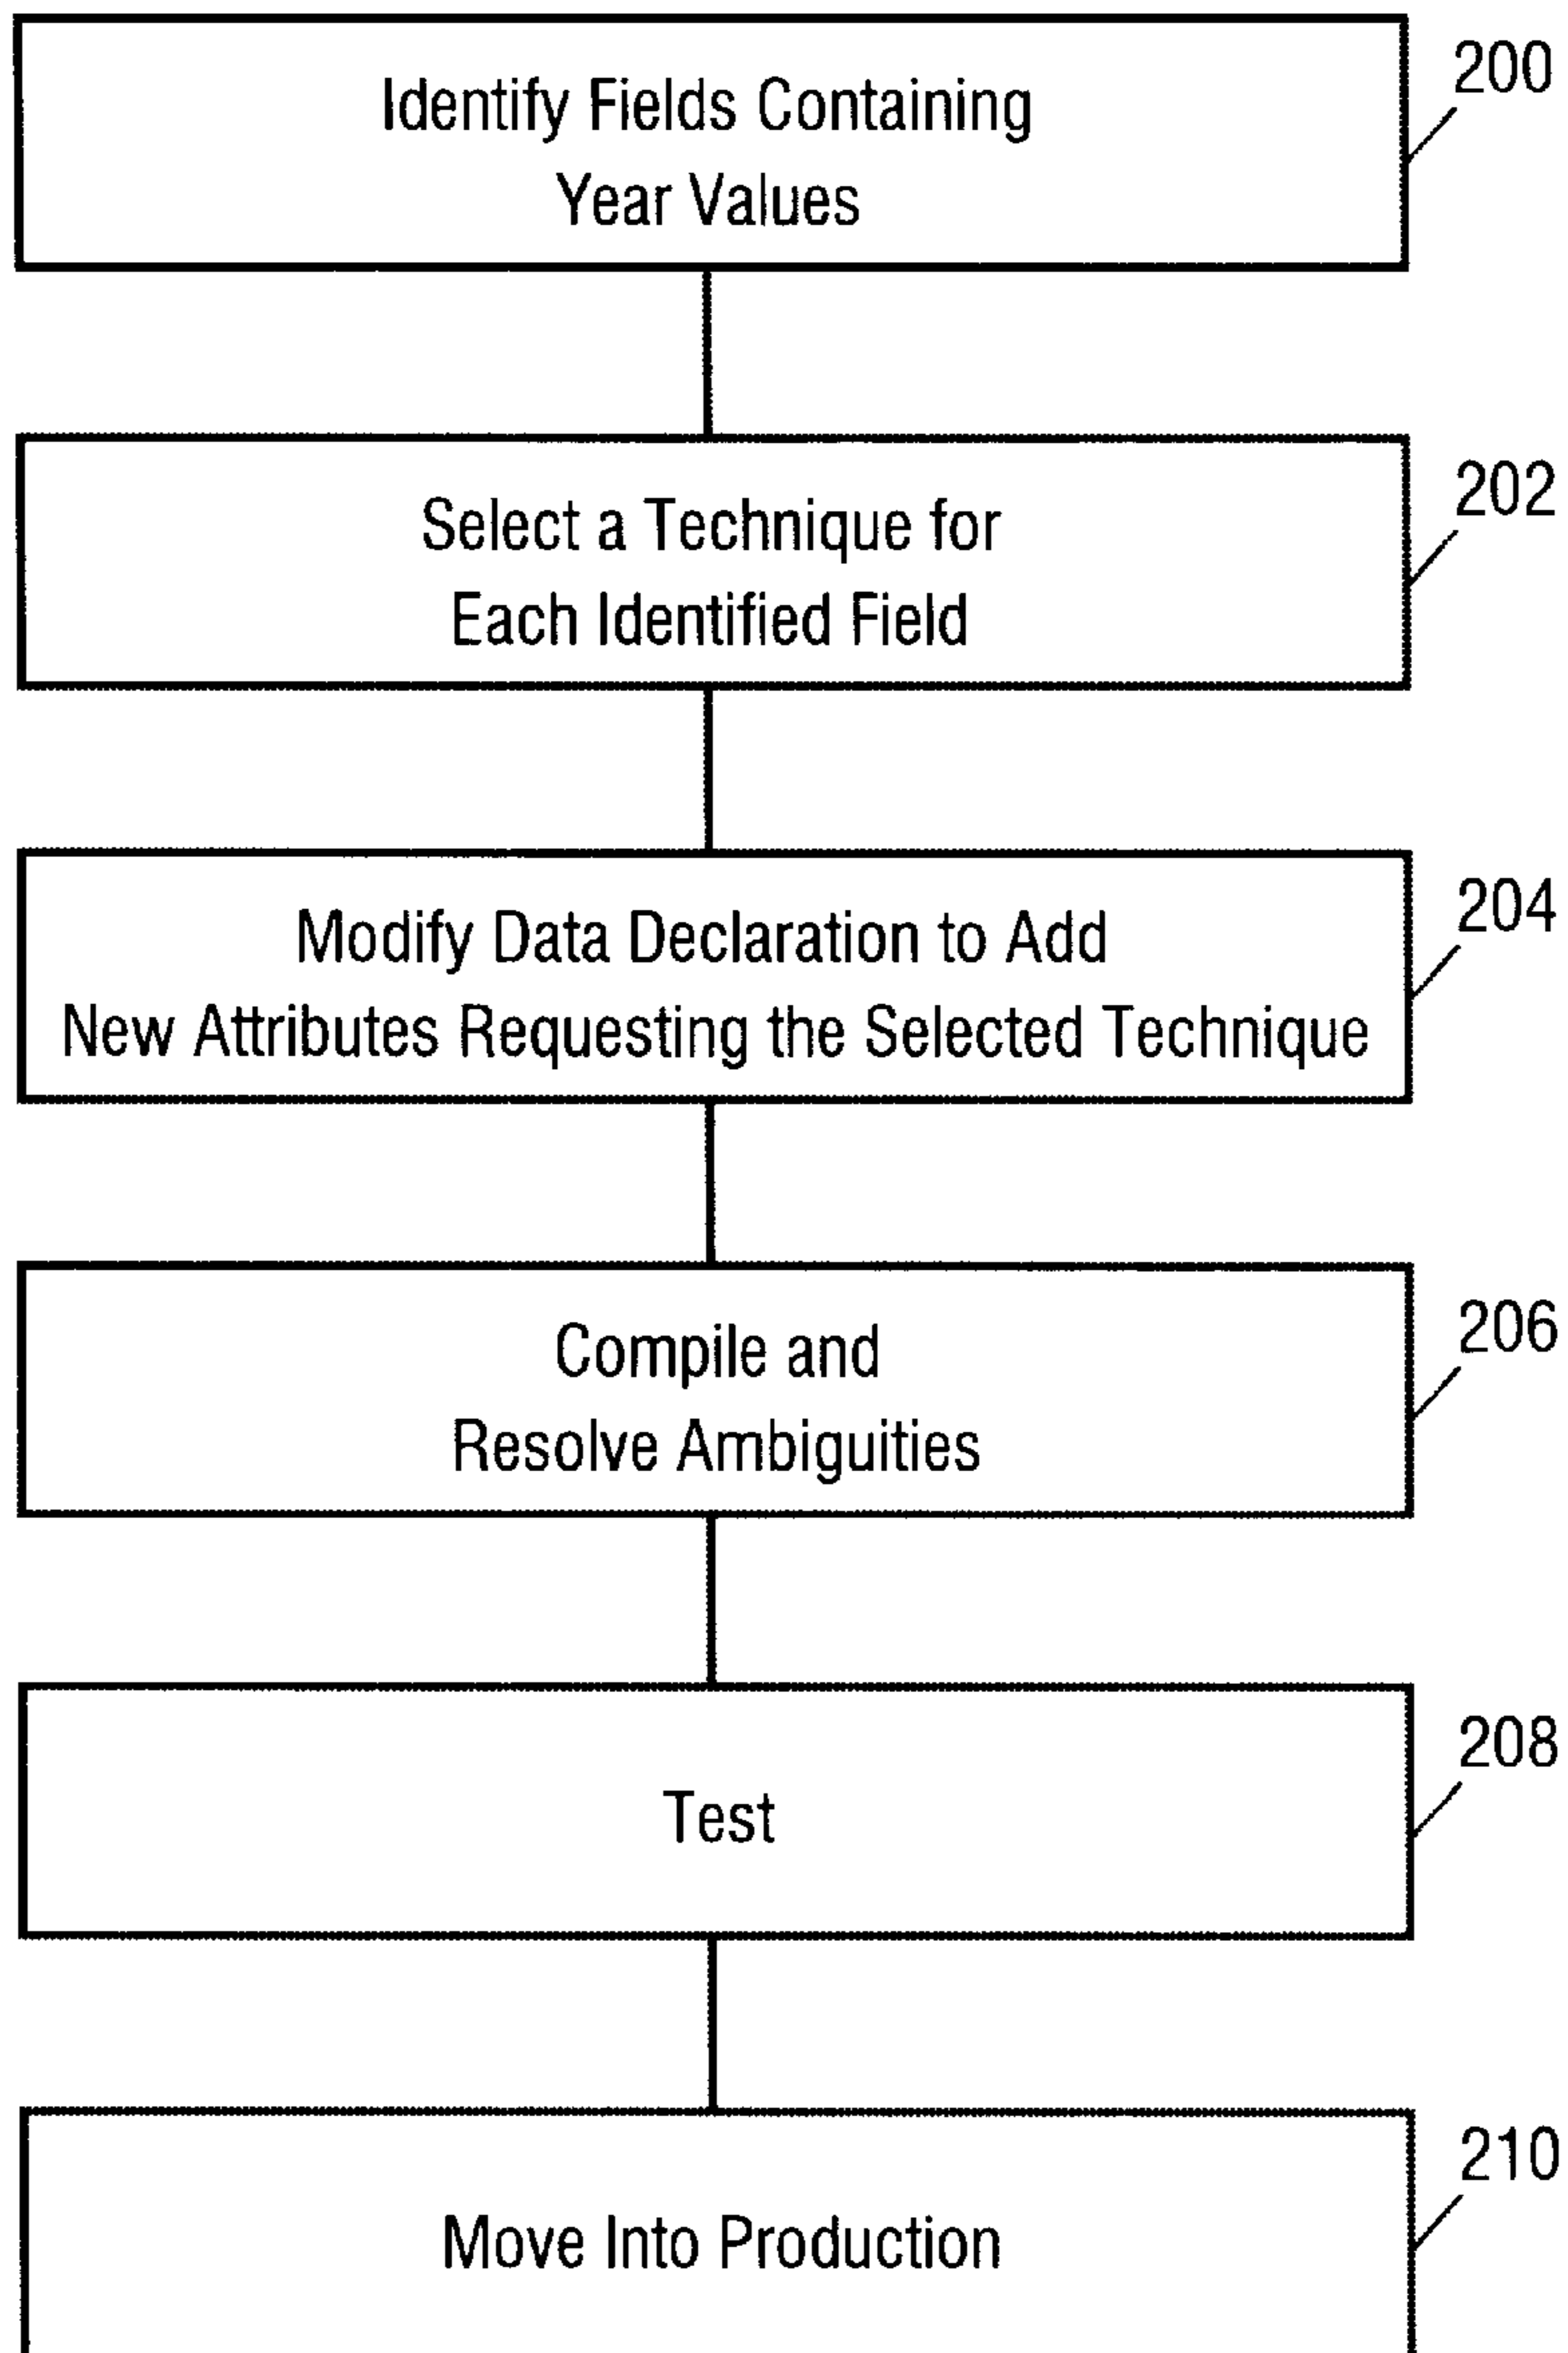 200
Identify Fields Containing
Year Values
202
Select a Technique for
Each Identified Field
204
Modify Data Declaration to Add
New Attributes Requesting the Selected Technique
206
Compile and
Resolve Ambiguities
208
Test
210
Move Into Production